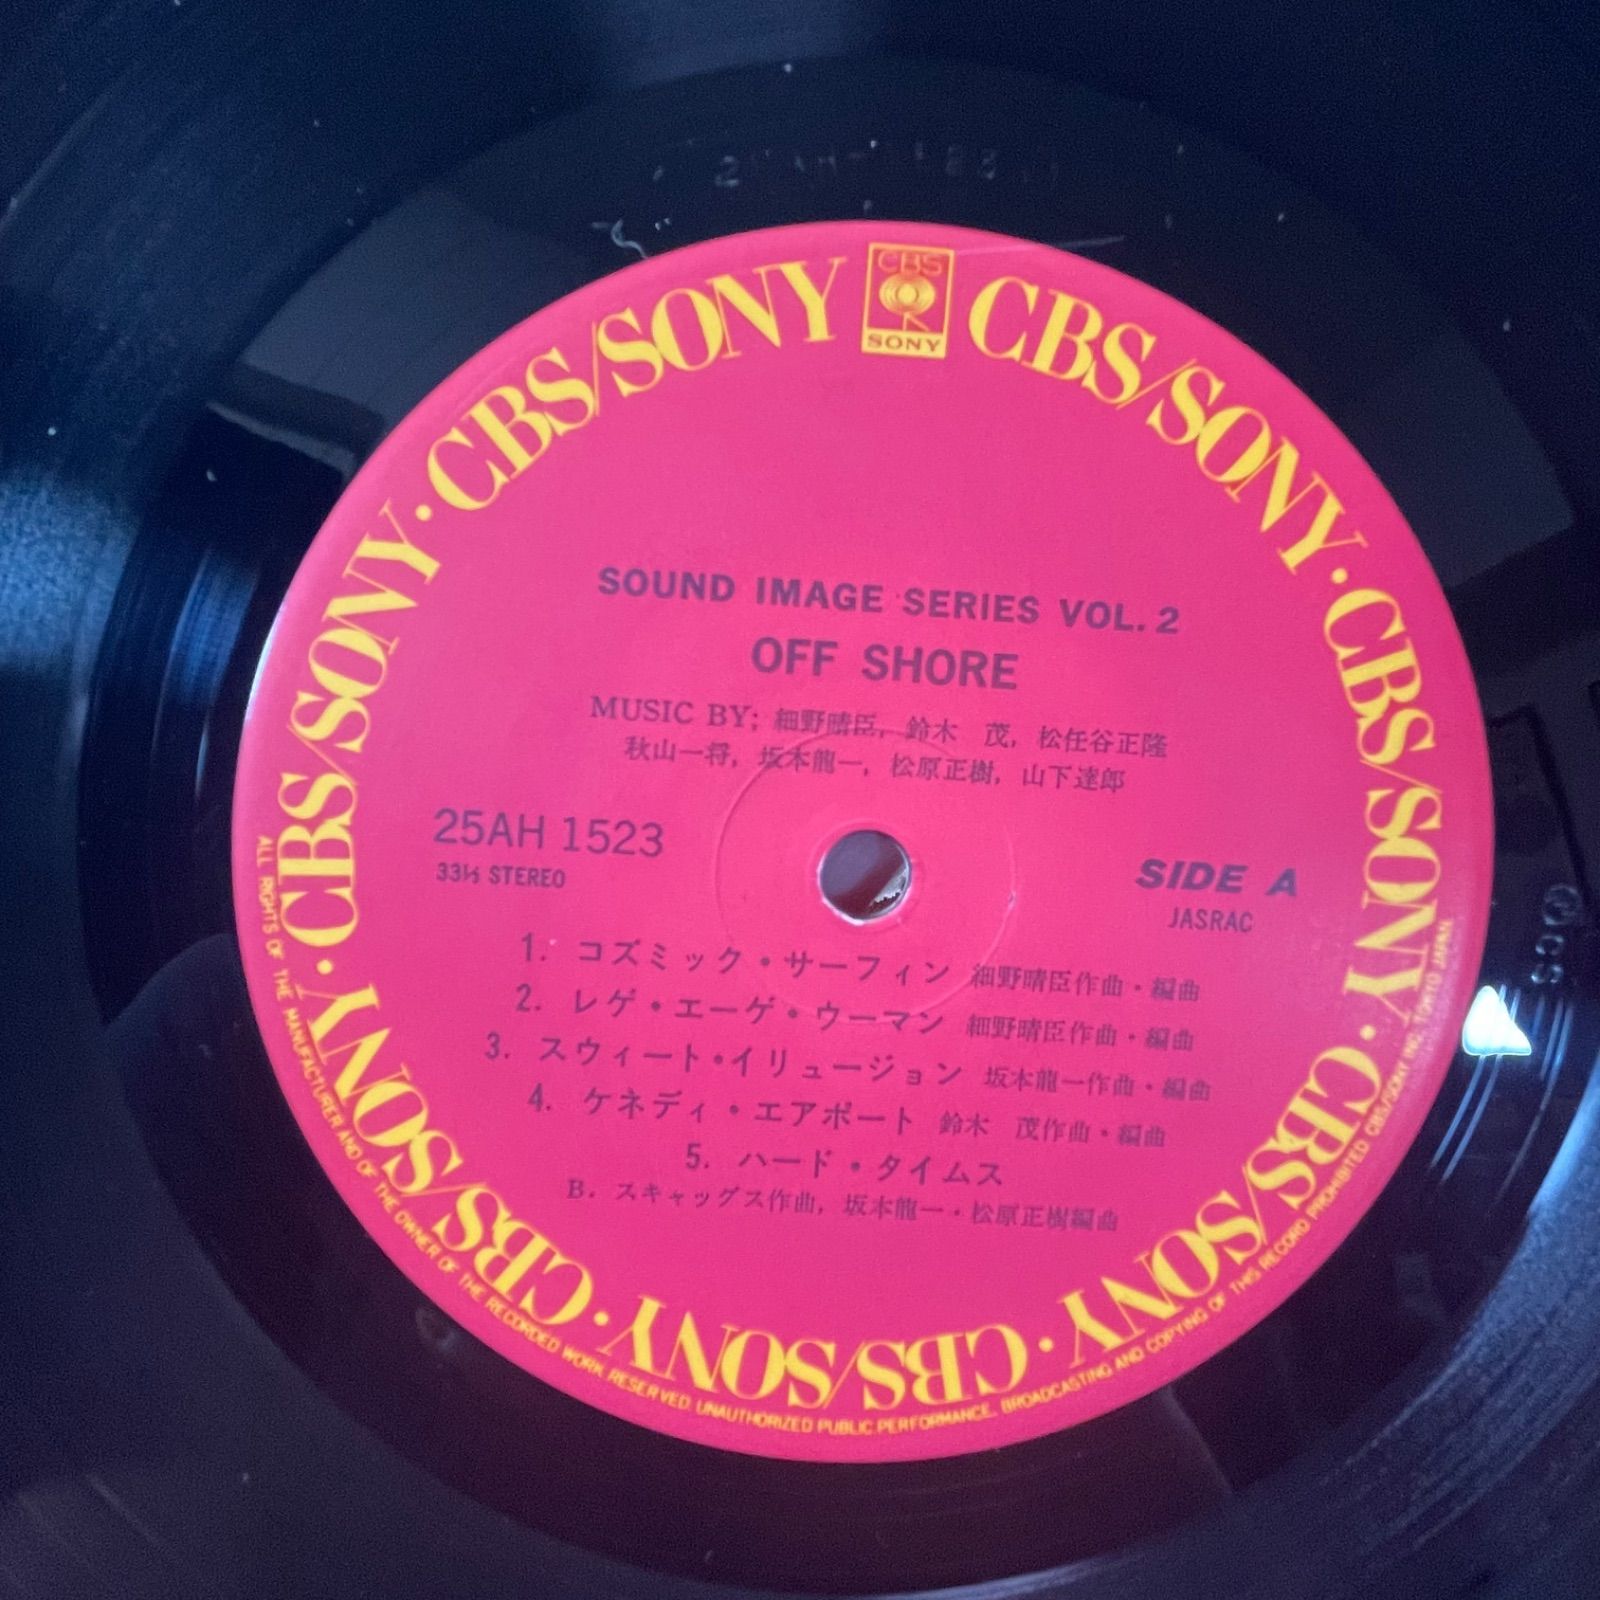 CBS
SONY
CBS/SONY · CBS/SONY · CBS/SONY · CBS/SONY · CBS/SONY · CBS/SONY · CBS/SONY · CBS/SONY
SOUND IMAGE SERIES VOL. 2
OFF SHORE
MUSIC BY; 細野晴臣, 鈴木 茂, 松任谷正隆
秋山一将, 坂本龍一, 松原正樹, 山下達郎
25AH 1523
33⅓ STEREO
SIDE A
JASRAC
1. コズミック・サーフィン 細野晴臣作曲・編曲
2. レゲ・エーゲ・ウーマン 細野晴臣作曲・編曲
3. スウィート・イリュージョン 坂本龍一作曲・編曲
4. ケネディ・エアポート 鈴木 茂作曲・編曲
5. ハード・タイムス
B. スキャッグス作曲, 坂本龍一・松原正樹編曲
ALL RIGHTS OF THE MANUFACTURER AND OF THE OWNER OF THE RECORDED WORK RESERVED. UNAUTHORIZED PUBLIC PERFORMANCE, BROADCASTING AND COPYING OF THIS RECORD PROHIBITED CBS/SONY INC. TOKYO JAPAN.